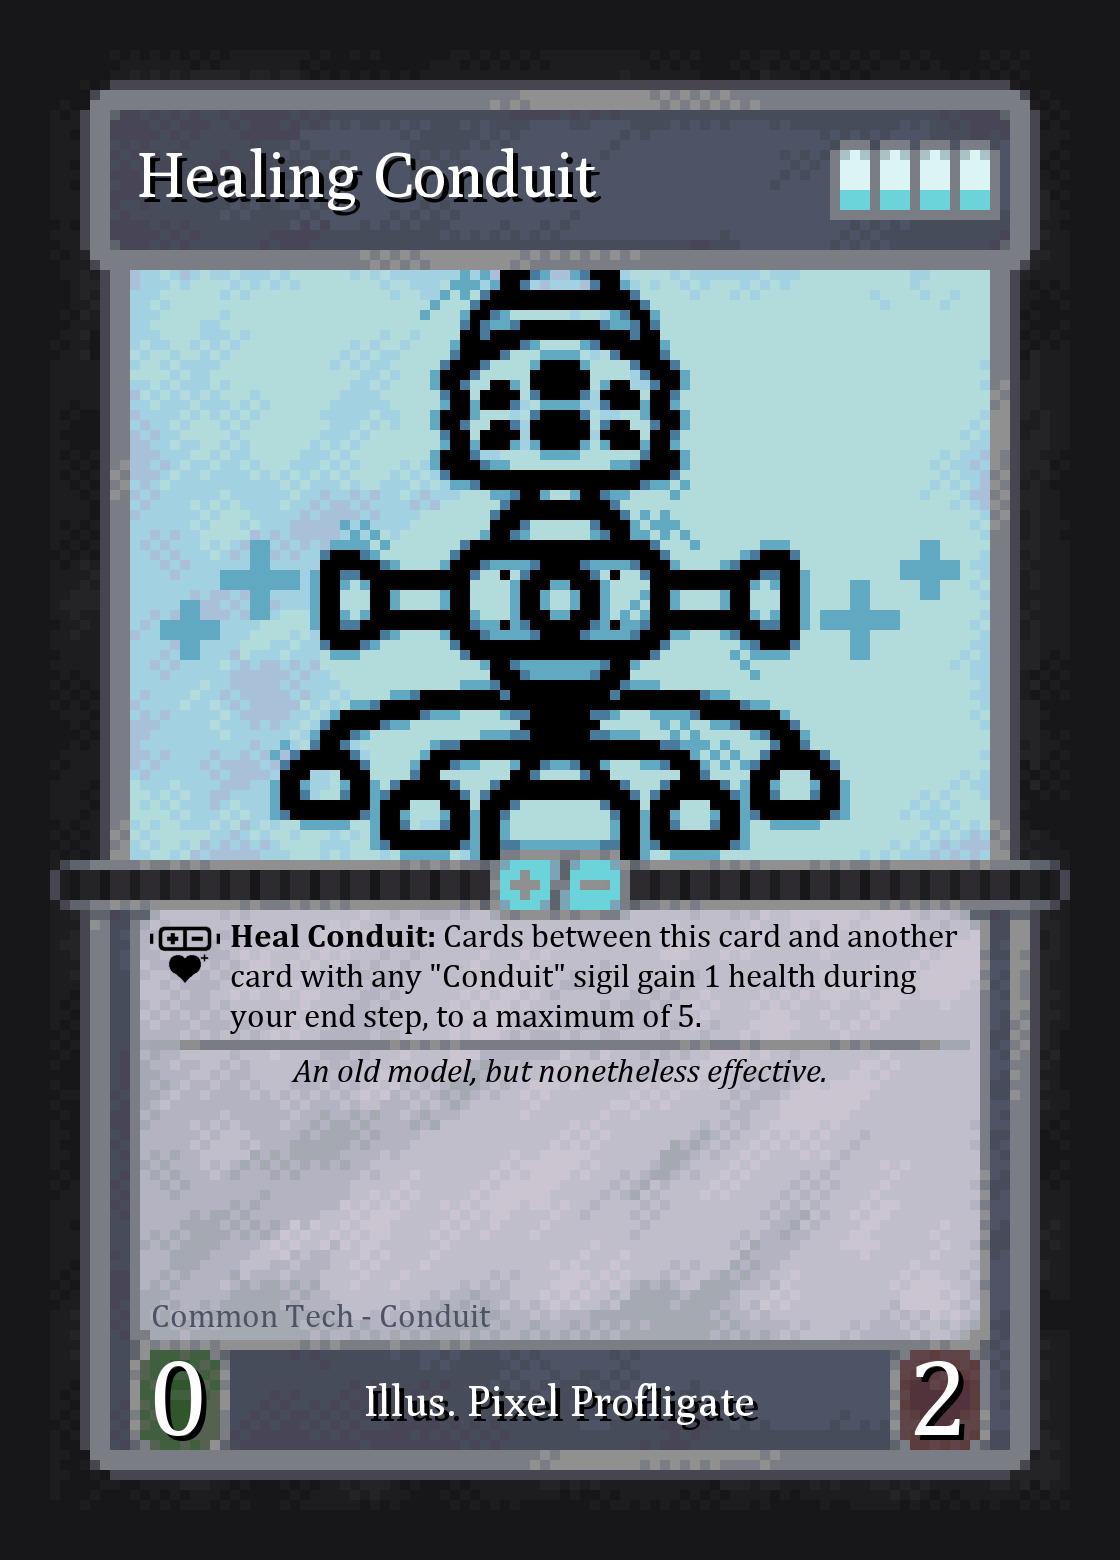 Healing Conduit
Heal Conduit: Cards between this card and another
card with any "Conduit" sigil gain 1 health during
your end step, to a maximum of 5.
An old model, but nonetheless effective.
Common Tech - Conduit
0
Illus. Pixel Profligate
2